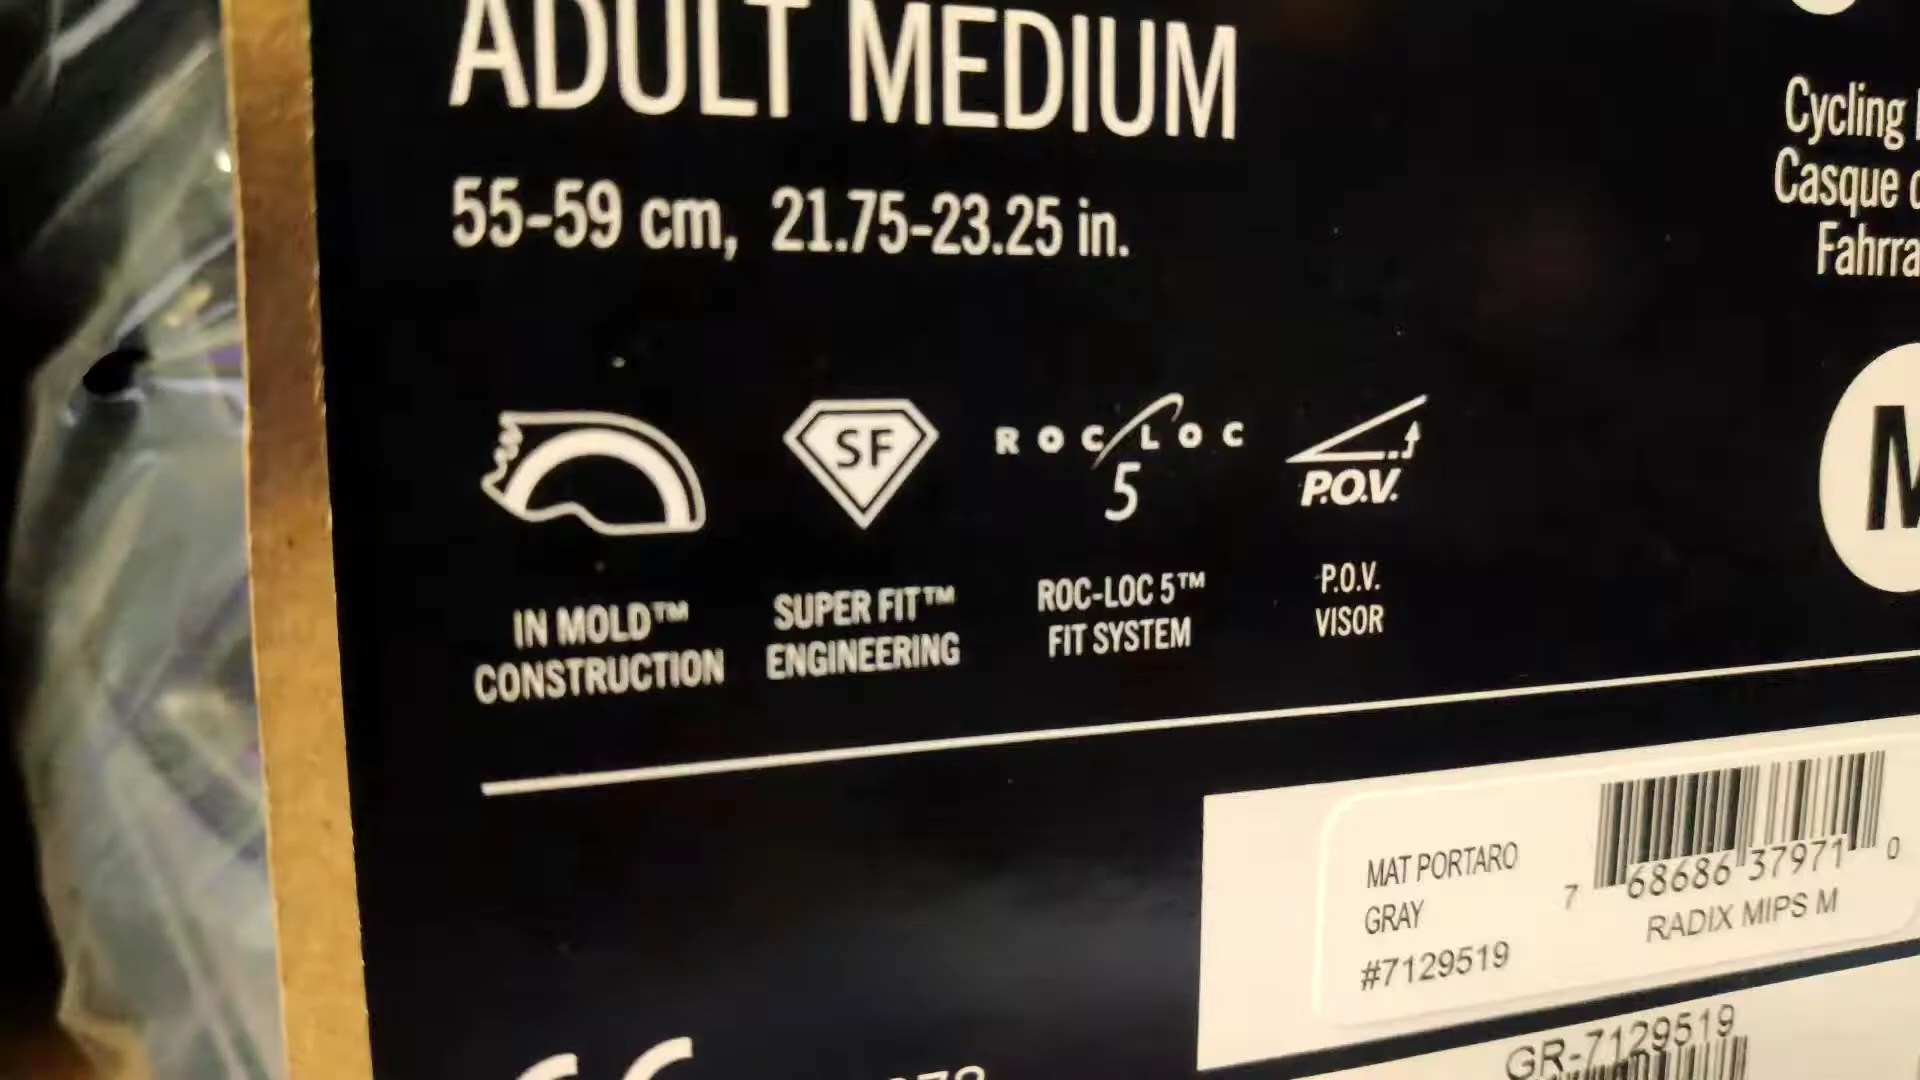 ADULT MEDIUM
55-59 cm, 21.75-23.25 in.
Cycling
Casque
SF
ROC LOC
5
P.O.V.
M
IN MOLD™
CONSTRUCTION
SUPER FIT™
ENGINEERING
ROC-LOC 5™
FIT SYSTEM
P.O.V.
VISOR
MAT PORTARO
GRAY
#7129519
7 68686 37971 0
RADIX MIPS M
GR-7129519
CE